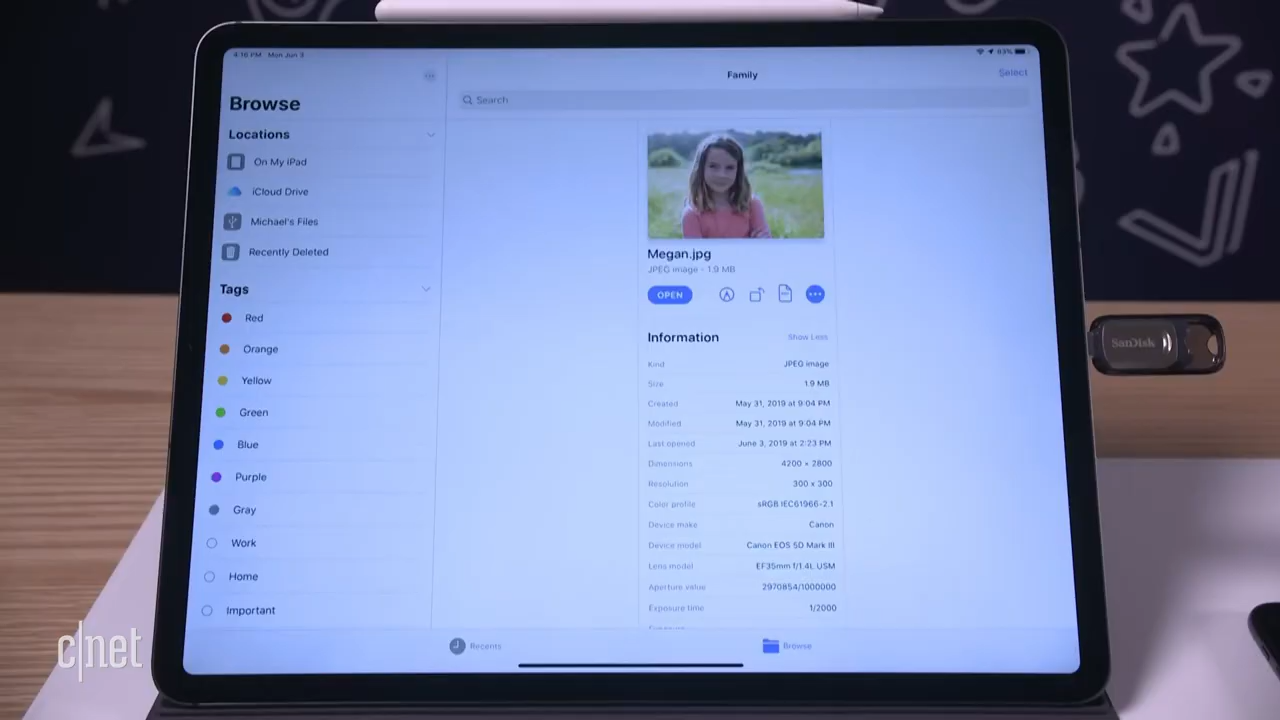 4:16 PM Mon Jun 3
93%
Browse
Locations
On My iPad
iCloud Drive
Michael's Files
Recently Deleted
Tags
Red
Orange
Yellow
Green
Blue
Purple
Gray
Work
Home
Important
Family
Select
Search
Megan.jpg
JPEG image - 1.9 MB
OPEN
Information
Show Less
Kind JPEG image
Size 1.9 MB
Created May 31, 2019 at 9:04 PM
Modified May 31, 2019 at 9:04 PM
Last opened June 3, 2019 at 2:23 PM
Dimensions 4200 × 2800
Resolution 300 x 300
Color profile sRGB IEC61966-2.1
Device make Canon
Device model Canon EOS 5D Mark III
Lens model EF35mm f/1.4L USM
Aperture value 2970854/1000000
Exposure time 1/2000
Recents
Browse
SanDisk
c|net